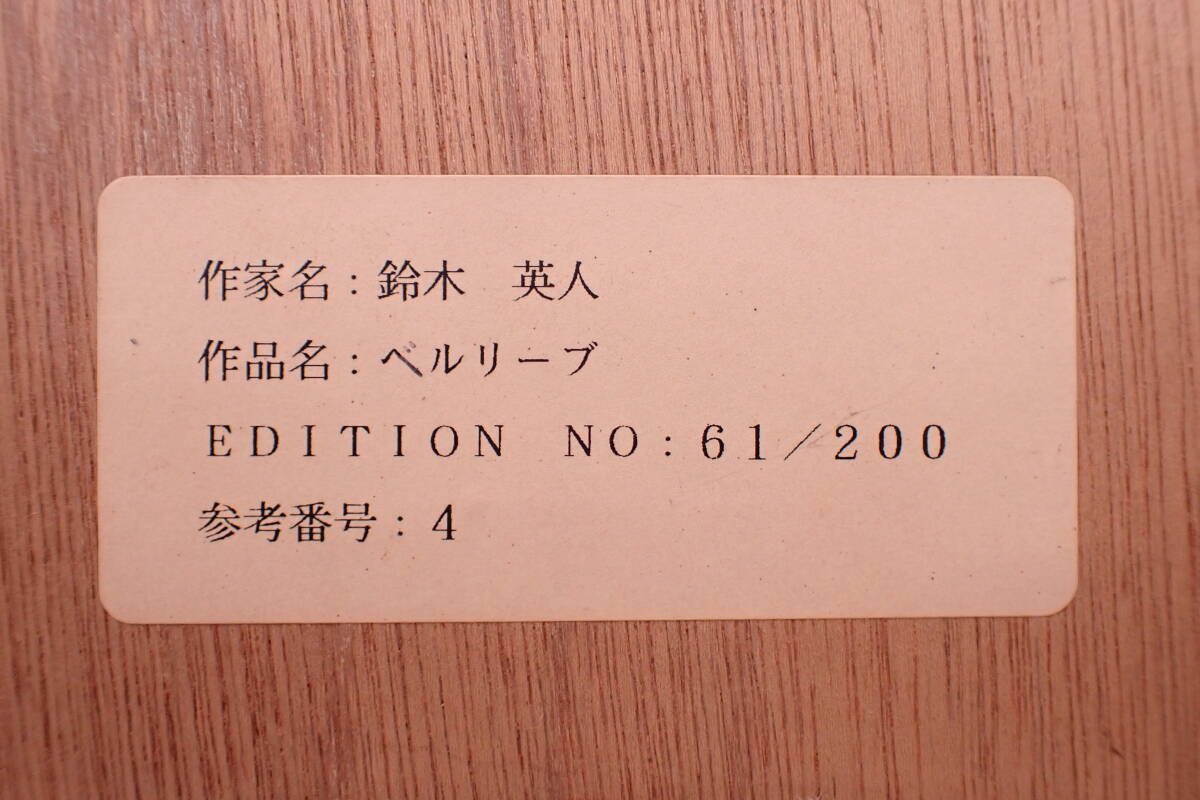 作家名：鈴木　英人
作品名：ベルリーブ
ＥＤＩＴＩＯＮ　ＮＯ：６１／２００
参考番号：４